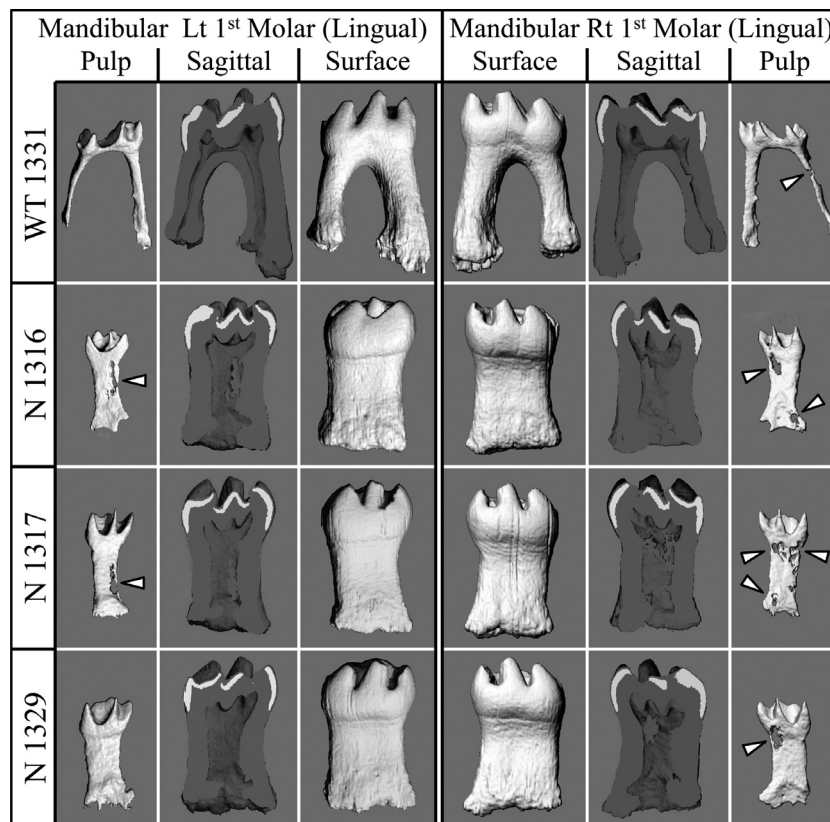 Mandibular Lt 1st Molar (Lingual) Mandibular Rt 1st Molar (Lingual)
Pulp Sagittal Surface Surface Sagittal Pulp
WT 1331
N 1316
N 1317
N 1329